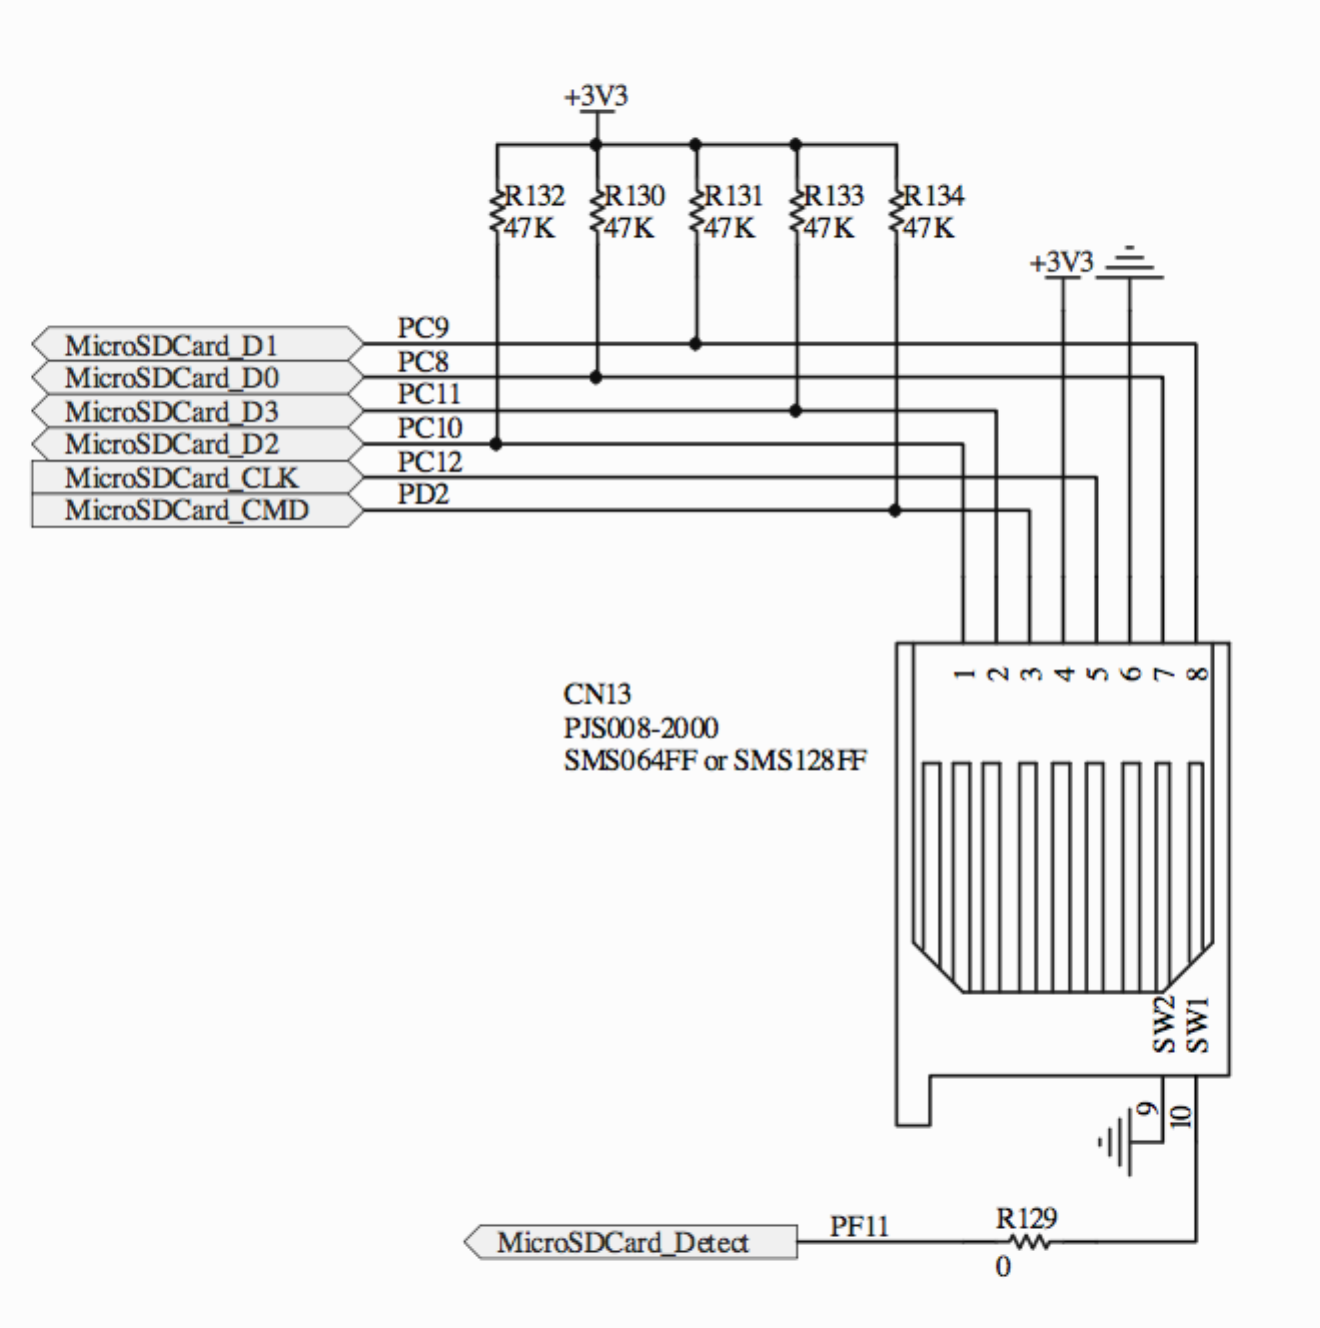 +3V3
R132 R130 R131 R133 R134
47K 47K 47K 47K 47K
+3V3
PC9
MicroSDCard_D1
PC8
MicroSDCard_D0
PC11
MicroSDCard_D3
PC10
MicroSDCard_D2
PC12
MicroSDCard_CLK
PD2
MicroSDCard_CMD
1 2 3 4 5 6 7 8
CN13
PJS008-2000
SMS064FF or SMS128FF
SW2 SW1
9 10
PF11
R129
MicroSDCard_Detect
0